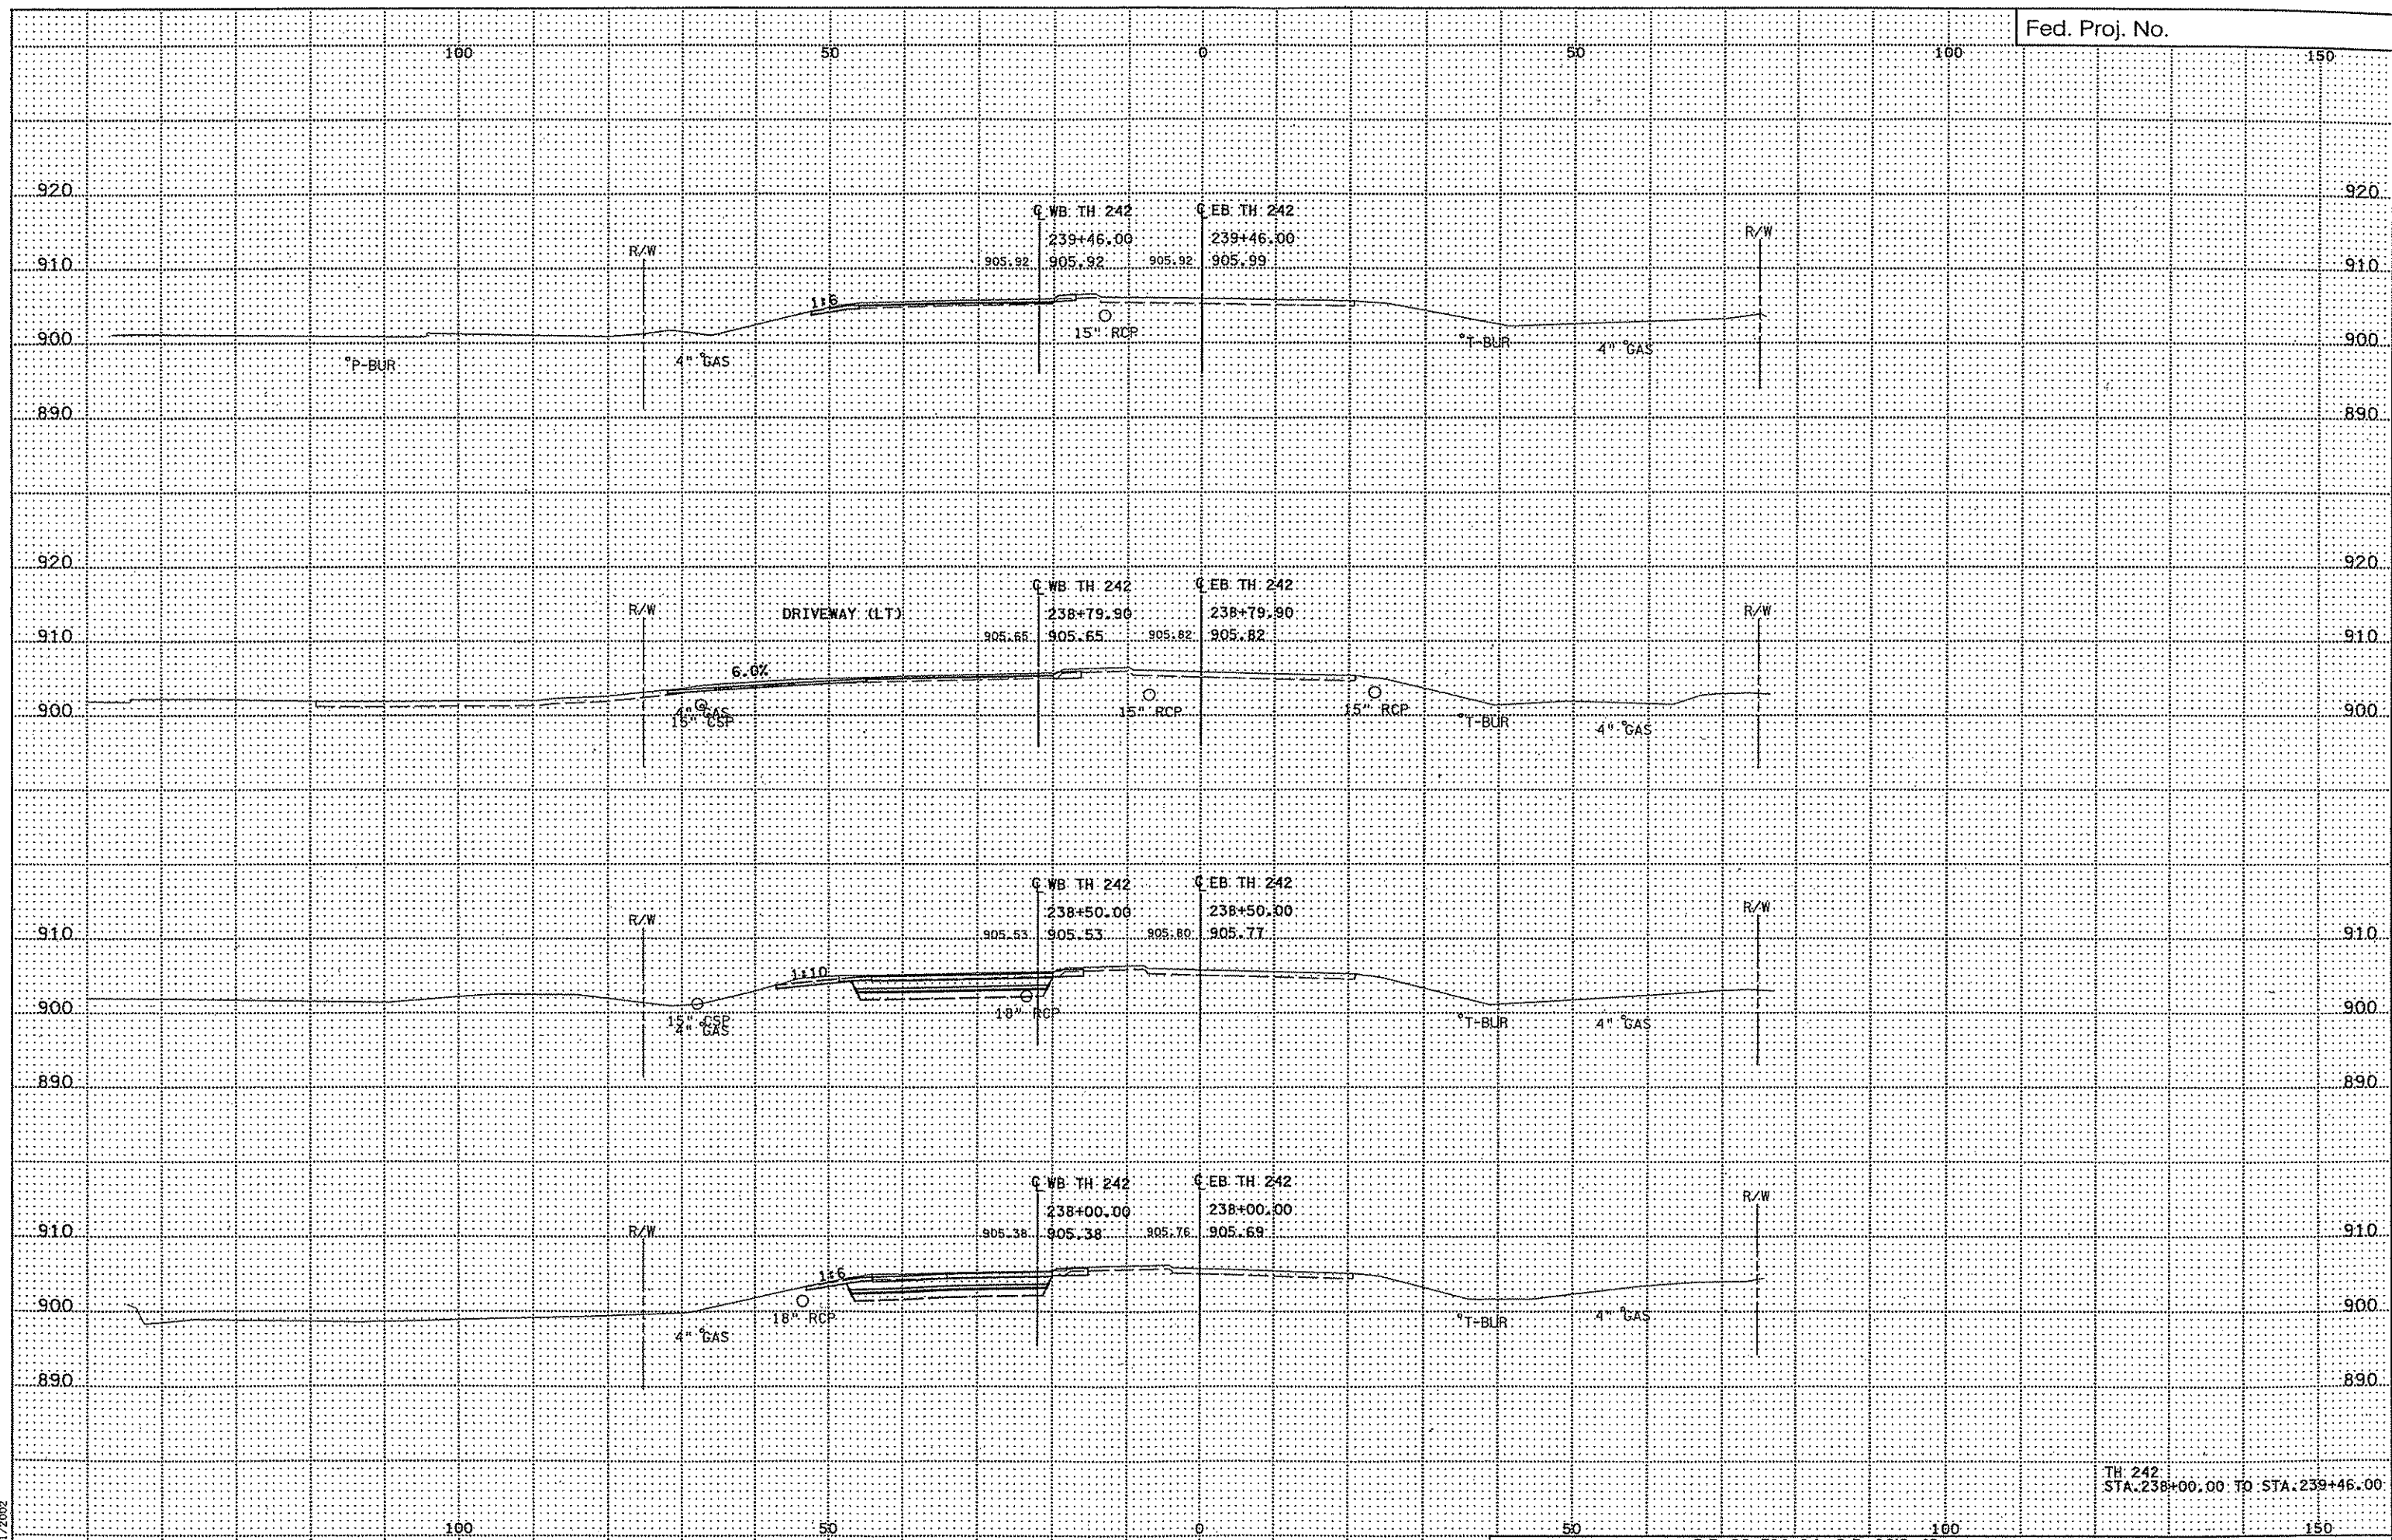 Fed. Proj. No.
100 50 0 50 100 150
920 920
℄ WB TH 242 ℄ EB TH 242
239+46.00 239+46.00
R/W R/W
905.92 905.92 905.92 905.99
910 910
1:6
15" RCP
900 900
°P-BUR 4" GAS °T-BUR 4" GAS
890 890
920 920
℄ WB TH 242 ℄ EB TH 242
R/W DRIVEWAY (LT) 238+79.90 238+79.90 R/W
910 905.65 905.65 905.82 905.82 910
6.0%
4" GAS
15" CSP 15" RCP 15" RCP
900 °T-BUR 4" GAS 900
℄ WB TH 242 ℄ EB TH 242
R/W 238+50.00 238+50.00 R/W
910 905.53 905.53 905.80 905.77 910
1:10
900 900
15" CSP 18" RCP
4" GAS °T-BUR 4" GAS
890 890
℄ WB TH 242 ℄ EB TH 242
238+00.00 238+00.00 R/W
R/W 905.38 905.38 905.76 905.69
910 910
1:6
900 900
18" RCP °T-BUR 4" GAS
4" GAS
890 890
TH 242
STA.238+00.00 TO STA.239+46.00
100 50 0 50 100 150